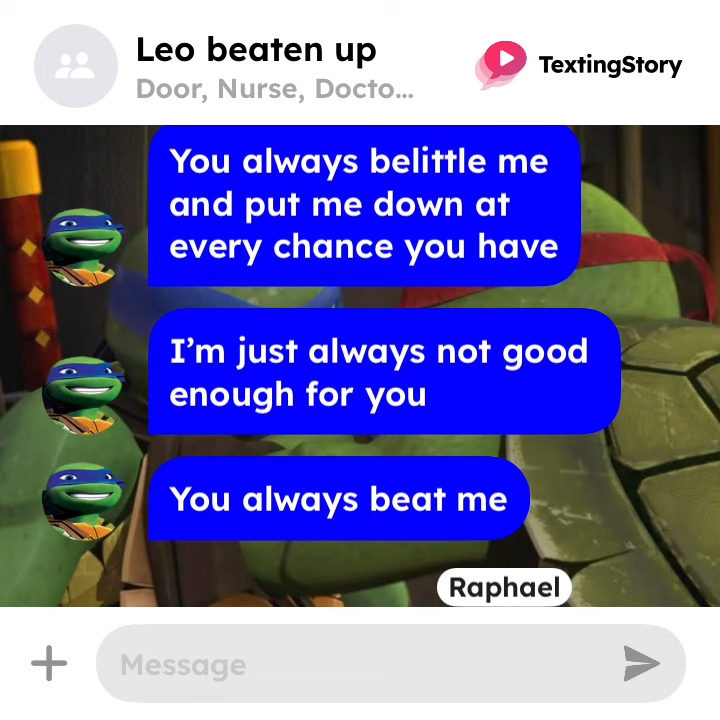 Leo beaten up
Door, Nurse, Docto...
TextingStory
You always belittle me
and put me down at
every chance you have
I'm just always not good
enough for you
You always beat me
Raphael
Message